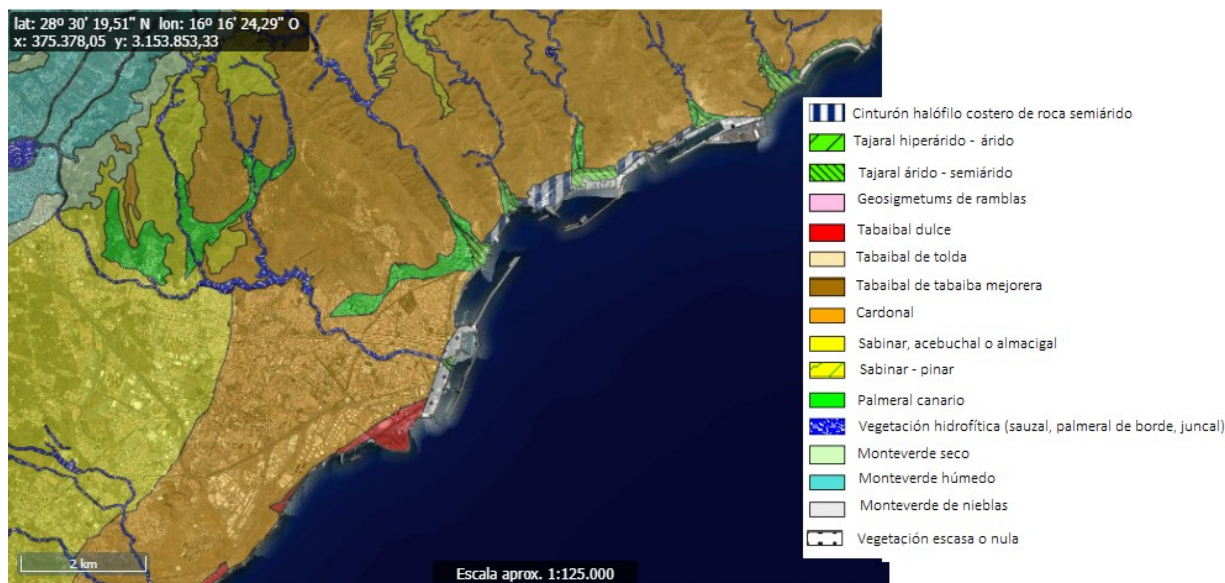 lat: 28º 30' 19,51" N lon: 16º 16' 24,29" O
x: 375.378,05 y: 3.153.853,33
Cinturón halófilo costero de roca semiárido
Tajaral hiperárido - árido
Tajaral árido - semiárido
Geosigmetums de ramblas
Tabaibal dulce
Tabaibal de tolda
Tabaibal de tabaiba mejorera
Cardonal
Sabinar, acebuchal o almacigal
Sabinar - pinar
Palmeral canario
Vegetación hidrofítica (sauzal, palmeral de borde, juncal)
Monteverde seco
Monteverde húmedo
Monteverde de nieblas
Vegetación escasa o nula
2 km
Escala aprox. 1:125.000